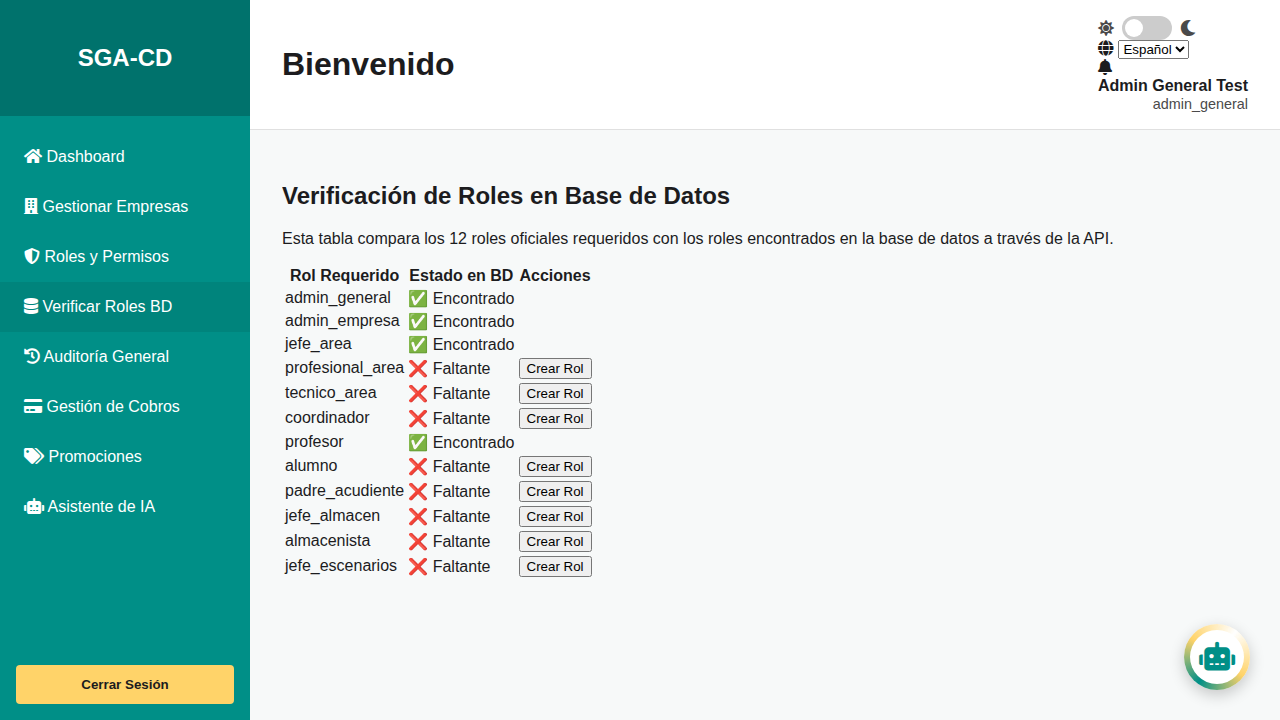 SGA-CD
Dashboard
Gestionar Empresas
Roles y Permisos
Verificar Roles BD
Auditoría General
Gestión de Cobros
Promociones
Asistente de IA
Cerrar Sesión
Bienvenido
Español
Admin General Test
admin_general
Verificación de Roles en Base de Datos
Esta tabla compara los 12 roles oficiales requeridos con los roles encontrados en la base de datos a través de la API.
Rol Requerido Estado en BD Acciones
admin_general ✅ Encontrado
admin_empresa ✅ Encontrado
jefe_area ✅ Encontrado
profesional_area ❌ Faltante Crear Rol
tecnico_area ❌ Faltante Crear Rol
coordinador ❌ Faltante Crear Rol
profesor ✅ Encontrado
alumno ❌ Faltante Crear Rol
padre_acudiente ❌ Faltante Crear Rol
jefe_almacen ❌ Faltante Crear Rol
almacenista ❌ Faltante Crear Rol
jefe_escenarios ❌ Faltante Crear Rol